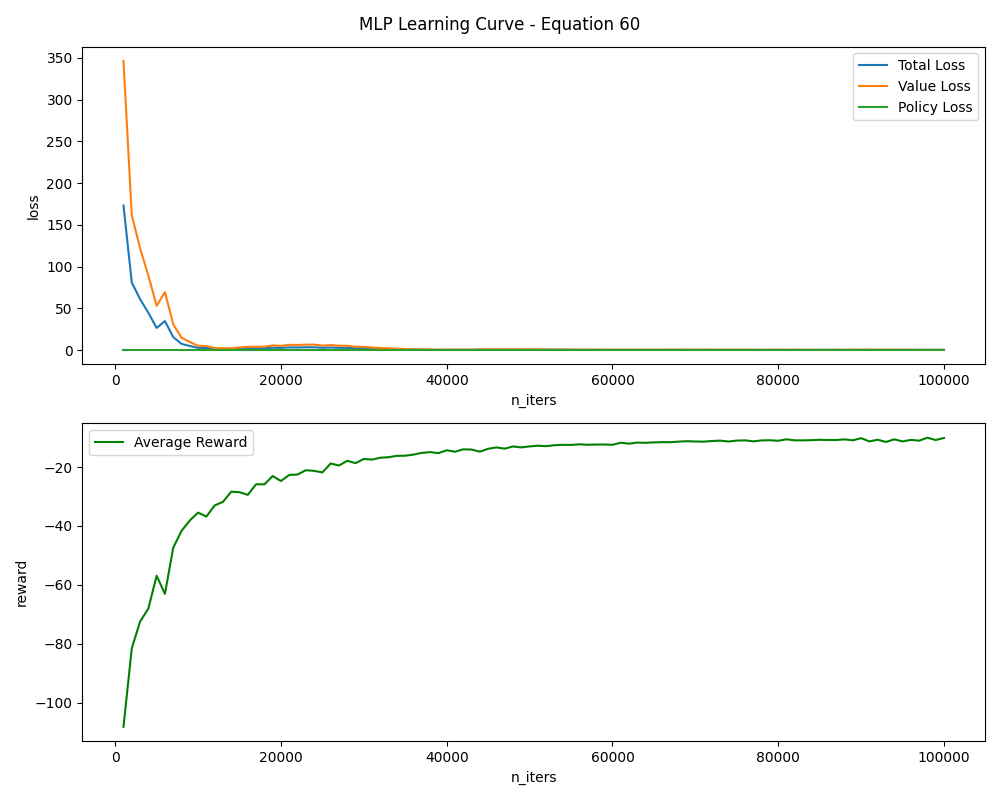 MLP Learning Curve - Equation 60
350
300
250
200
150
100
50
0
loss
Total Loss
Value Loss
Policy Loss
0 20000 40000 60000 80000 100000
n_iters
Average Reward
−20
−40
−60
−80
−100
reward
0 20000 40000 60000 80000 100000
n_iters